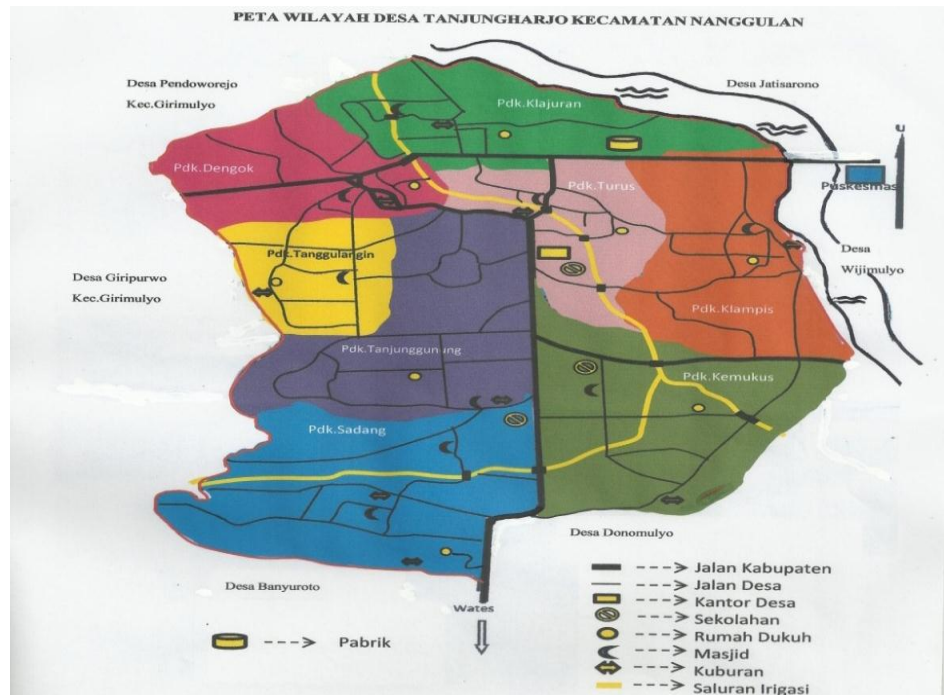 PETA WILAYAH DESA TANJUNGHARJO KECAMATAN NANGGULAN
Desa Pendoworejo
Kec.Girimulyo
Desa Jatisarono
Pdk.Klajuran
U
Pdk.Dengok
Pdk.Turus
Puskesmas
Pdk.Tanggulangin
Desa
Wijimulyo
Desa Giripurwo
Kec.Girimulyo
Pdk.Klampis
Pdk.Tanjunggunung
Pdk.Kemukus
Pdk.Sadang
Desa Donomulyo
Desa Banyuroto
Wates
Jalan Kabupaten
Jalan Desa
Kantor Desa
Sekolahan
Rumah Dukuh
Masjid
Kuburan
Saluran Irigasi
Pabrik